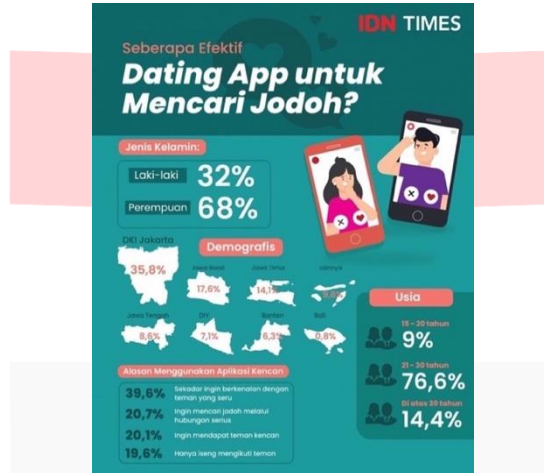 IDN TIMES
Seberapa Efektif
Dating App untuk
Mencari Jodoh?
Jenis Kelamin:
Laki-laki 32%
Perempuan 68%
DKI Jakarta
Demografis
35,8%
Jawa Barat
17,6%
Jawa Timur
14,1%
Lainnya
Jawa Tengah
8,6%
DIY
7,1%
Banten
6,3%
Bali
0,8%
Usia
15 - 20 tahun
9%
21 - 30 tahun
76,6%
Di atas 30 tahun
14,4%
Alasan Menggunakan Aplikasi Kencan
39,6% Sekadar ingin berkenalan dengan
teman yang seru
20,7% Ingin mencari jodoh melalui
hubungan serius
20,1% Ingin mendapat teman kencan
19,6% Hanya iseng mengikuti teman